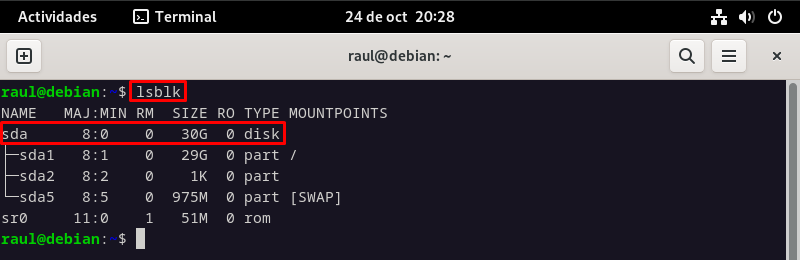 Actividades Terminal 24 de oct 20:28
raul@debian: ~
raul@debian:~$ lsblk
NAME   MAJ:MIN RM  SIZE RO TYPE MOUNTPOINTS
sda      8:0    0   30G  0 disk
├─sda1   8:1    0   29G  0 part /
├─sda2   8:2    0    1K  0 part
└─sda5   8:5    0  975M  0 part [SWAP]
sr0     11:0    1   51M  0 rom
raul@debian:~$